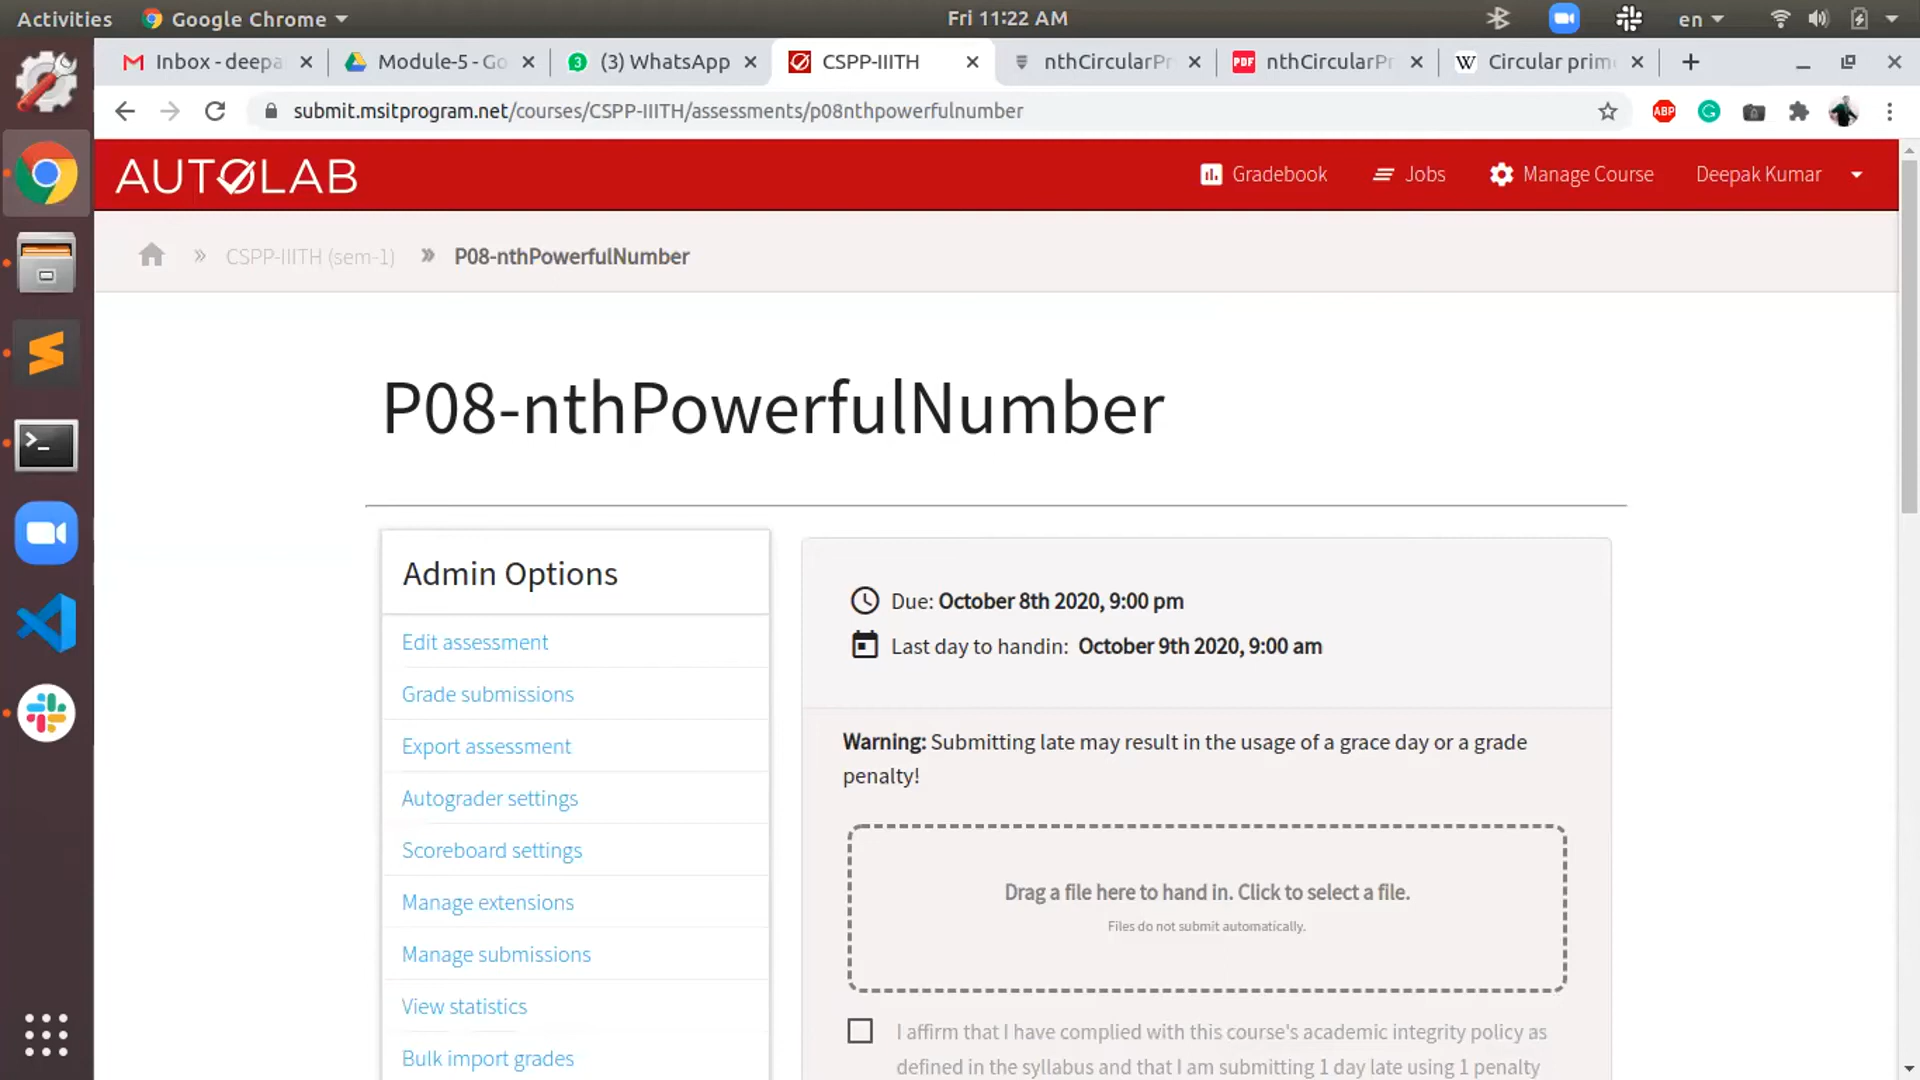 Activities
Google Chrome
Fri 11:22 AM
en
Inbox - deepa
Module-5 - Go
(3) WhatsApp
CSPP-IIITH
nthCircularPr
nthCircularPr
Circular prim
submit.msitprogram.net/courses/CSPP-IIITH/assessments/p08nthpowerfulnumber
AUTOLAB
Gradebook
Jobs
Manage Course
Deepak Kumar
» CSPP-IIITH (sem-1) » P08-nthPowerfulNumber
P08-nthPowerfulNumber
Admin Options
Edit assessment
Grade submissions
Export assessment
Autograder settings
Scoreboard settings
Manage extensions
Manage submissions
View statistics
Bulk import grades
Due: October 8th 2020, 9:00 pm
Last day to handin: October 9th 2020, 9:00 am
Warning: Submitting late may result in the usage of a grace day or a grade
penalty!
Drag a file here to hand in. Click to select a file.
Files do not submit automatically.
I affirm that I have complied with this course's academic integrity policy as
defined in the syllabus and that I am submitting 1 day late using 1 penalty